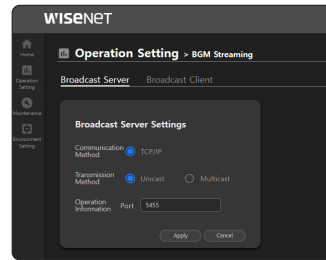 WISENET
Home
Operation Setting > BGM Streaming
Operation
Setting
Broadcast Server Broadcast Client
Maintenance
Environment
Setting
Broadcast Server Settings
Communication
Method
TCP/IP
Transmission
Method
Unicast Multicast
Operation
Information
Port 5455
Apply Cancel